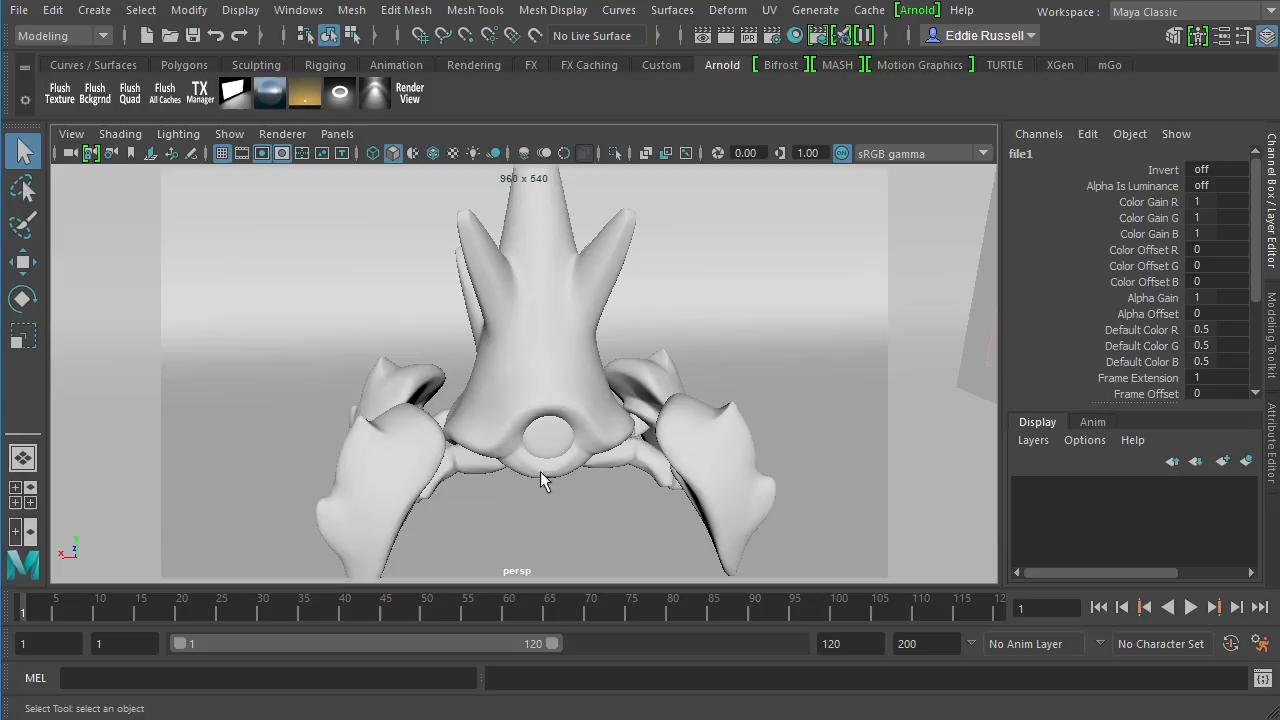 File Edit Create Select Modify Display Windows Mesh Edit Mesh Mesh Tools Mesh Display Curves Surfaces Deform UV Generate Cache [Arnold] Help Workspace : Maya Classic
Modeling No Live Surface Eddie Russell
IPR
Curves / Surfaces Polygons Sculpting Rigging Animation Rendering FX FX Caching Custom Arnold [ Bifrost ] [ MASH ] [ Motion Graphics ] TURTLE XGen mGo
Flush Texture Flush Bckgrnd Flush Quad Flush All Caches TX Manager Render View
View Shading Lighting Show Renderer Panels
0.00 1.00 ON sRGB gamma
960 x 540
persp
x y z
Channels Edit Object Show
file1
Invert off
Alpha Is Luminance off
Color Gain R 1
Color Gain G 1
Color Gain B 1
Color Offset R 0
Color Offset G 0
Color Offset B 0
Alpha Gain 1
Alpha Offset 0
Default Color R 0.5
Default Color G 0.5
Default Color B 0.5
Frame Extension 1
Frame Offset 0
Display Anim
Layers Options Help
Channel Box / Layer Editor
Modeling Toolkit
Attribute Editor
1 5 10 15 20 25 30 35 40 45 50 55 60 65 70 75 80 85 90 95 100 105 110 115 12
1
1 1 1 120 120 200 No Anim Layer No Character Set
MEL
Select Tool: select an object